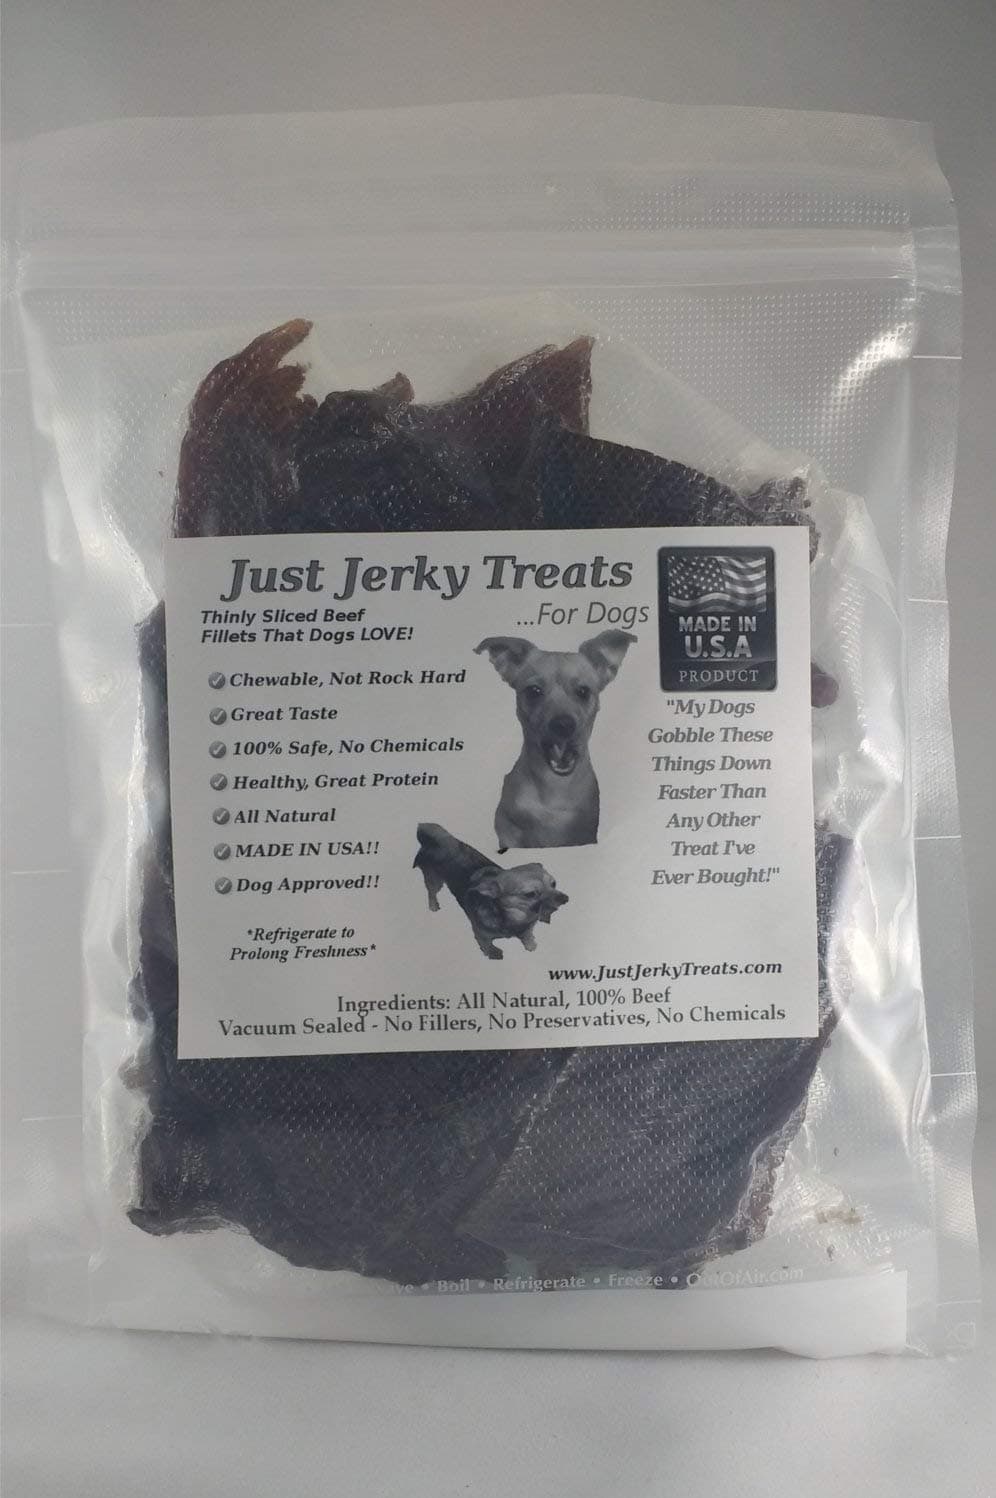 Just Jerky Treats
...For Dogs
Thinly Sliced Beef
Fillets That Dogs LOVE!
Chewable, Not Rock Hard
Great Taste
100% Safe, No Chemicals
Healthy, Great Protein
All Natural
MADE IN USA!!
Dog Approved!!
*Refrigerate to
Prolong Freshness*
MADE IN
U.S.A
PRODUCT
"My Dogs
Gobble These
Things Down
Faster Than
Any Other
Treat I've
Ever Bought!"
www.JustJerkyTreats.com
Ingredients: All Natural, 100% Beef
Vacuum Sealed - No Fillers, No Preservatives, No Chemicals
• Boil • Refrigerate • Freeze • OutOfAir.com